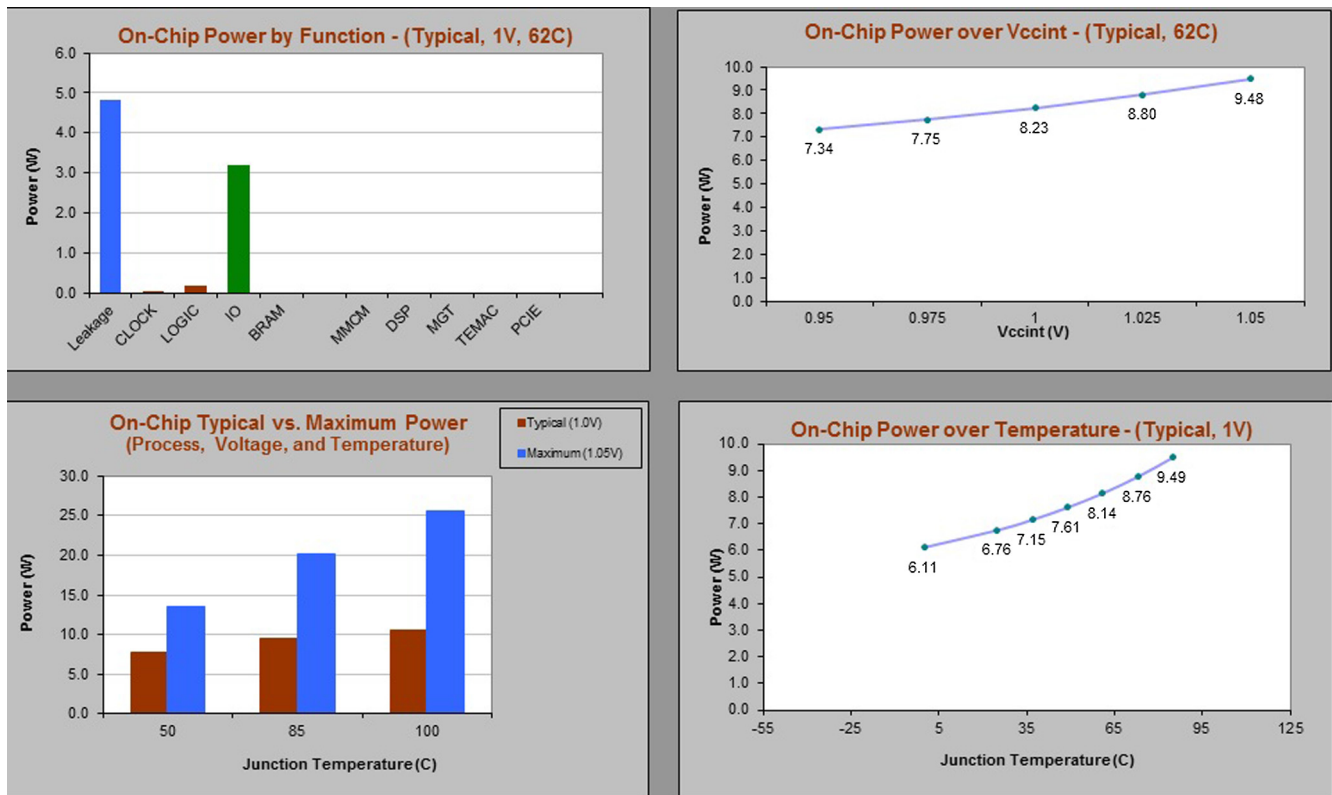 On-Chip Power by Function - (Typical, 1V, 62C)
6.0
5.0
4.0
3.0
2.0
1.0
0.0
Power (W)
Leakage
CLOCK
LOGIC
IO
BRAM
MMCM
DSP
MGT
TEMAC
PCIE
On-Chip Power over Vccint - (Typical, 62C)
10.0
9.0
8.0
7.0
6.0
5.0
4.0
3.0
2.0
1.0
0.0
Power (W)
7.34
7.75
8.23
8.80
9.48
0.95 0.975 1 1.025 1.05
Vccint (V)
On-Chip Typical vs. Maximum Power
(Process, Voltage, and Temperature)
Typical (1.0V)
Maximum (1.05V)
30.0
25.0
20.0
15.0
10.0
5.0
0.0
Power (W)
50 85 100
Junction Temperature (C)
On-Chip Power over Temperature - (Typical, 1V)
10.0
9.0
8.0
7.0
6.0
5.0
4.0
3.0
2.0
1.0
0.0
Power (W)
6.11
6.76
7.15
7.61
8.14
8.76
9.49
-55 -25 5 35 65 95 125
Junction Temperature (C)